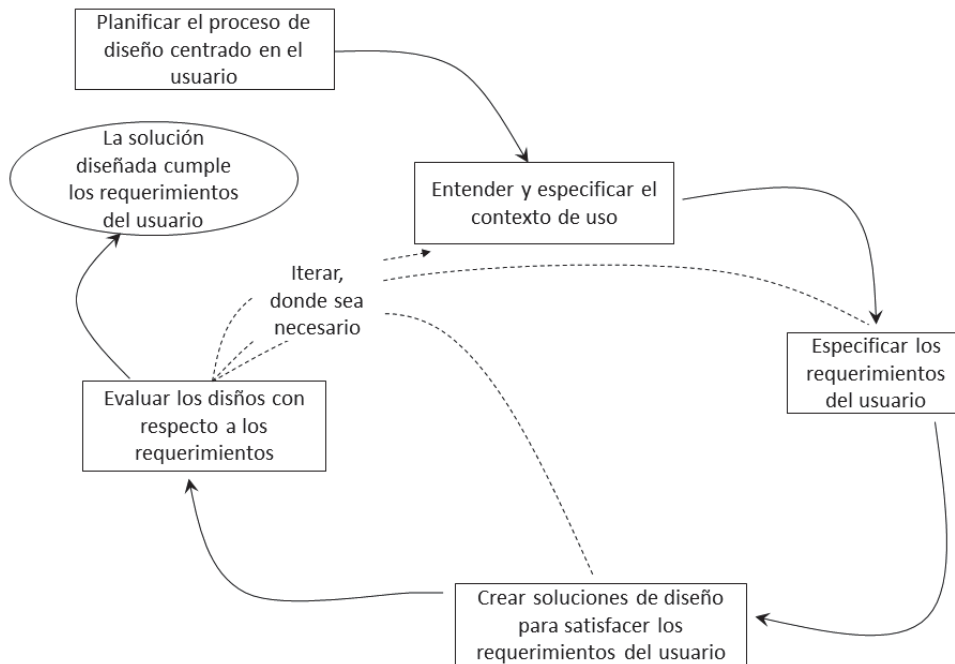 Planificar el proceso de
diseño centrado en el
usuario
La solución
diseñada cumple
los requerimientos
del usuario
Entender y especificar el
contexto de uso
Iterar,
donde sea
necesario
Especificar los
requerimientos
del usuario
Evaluar los disños con
respecto a los
requerimientos
Crear soluciones de diseño
para satisfacer los
requerimientos del usuario